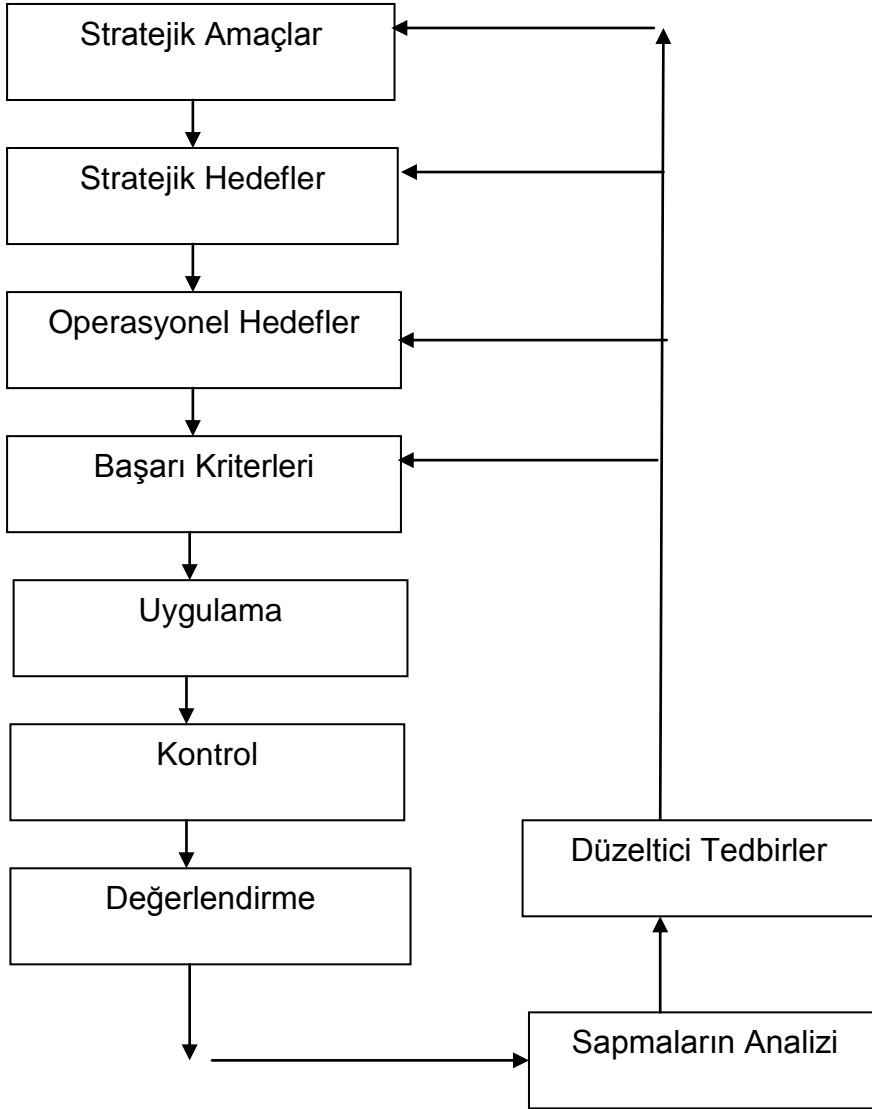 Stratejik Amaçlar
Stratejik Hedefler
Operasyonel Hedefler
Başarı Kriterleri
Uygulama
Kontrol
Değerlendirme
Düzeltici Tedbirler
Sapmaların Analizi